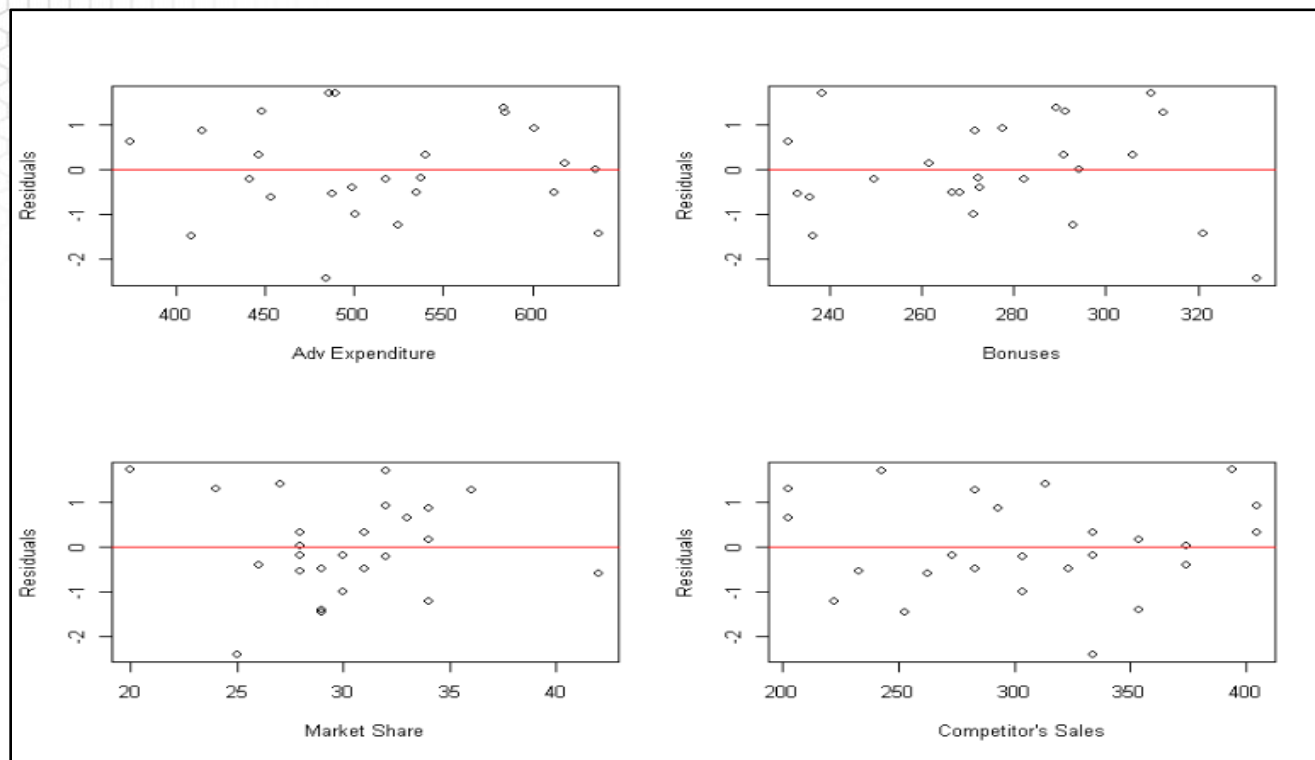 Residuals
1
0
-1
-2
400 450 500 550 600
Adv Expenditure
Residuals
1
0
-1
-2
240 260 280 300 320
Bonuses
Residuals
1
0
-1
-2
20 25 30 35 40
Market Share
Residuals
1
0
-1
-2
200 250 300 350 400
Competitor's Sales